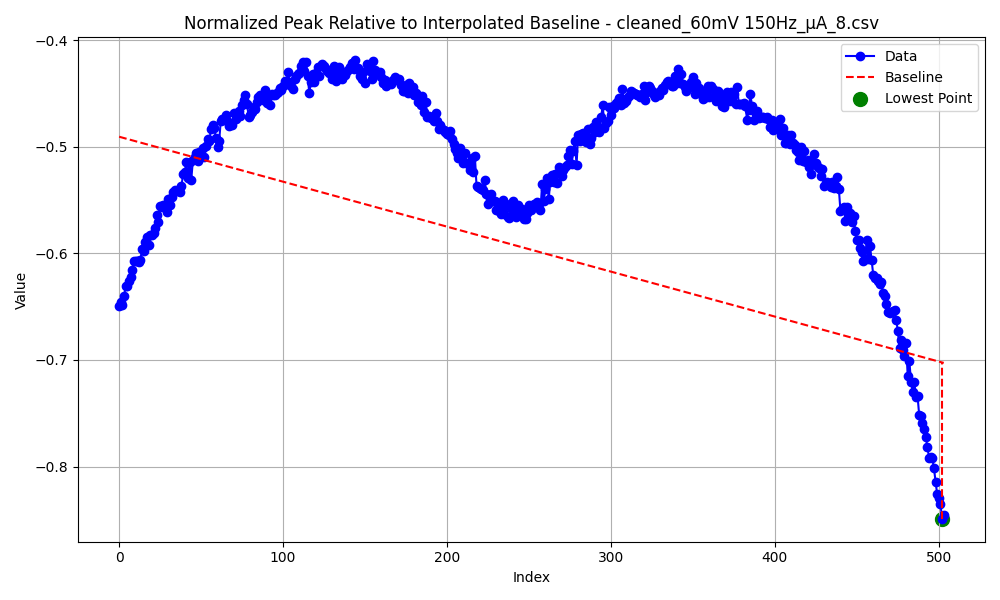 Normalized Peak Relative to Interpolated Baseline - cleaned_60mV 150Hz_μA_8.csv
−0.4
−0.5
−0.6
−0.7
−0.8
Value
0
100
200
300
400
500
Index
Data
Baseline
Lowest Point